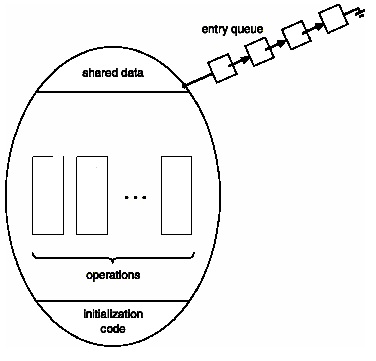 entry queue
shared data
...
operations
initialization
code